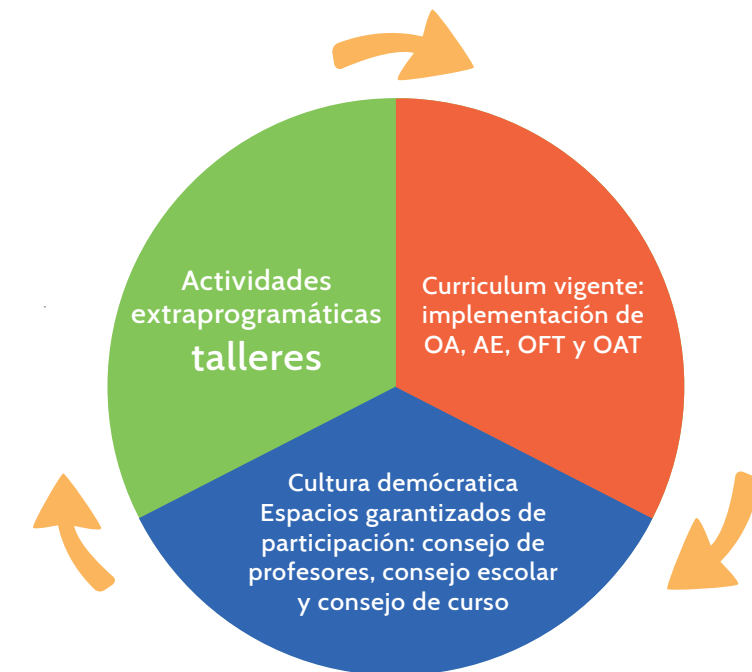 Actividades
extraprogramáticas
talleres
Curriculum vigente:
implementación de
OA, AE, OFT y OAT
Cultura demócratica
Espacios garantizados de
participación: consejo de
profesores, consejo escolar
y consejo de curso